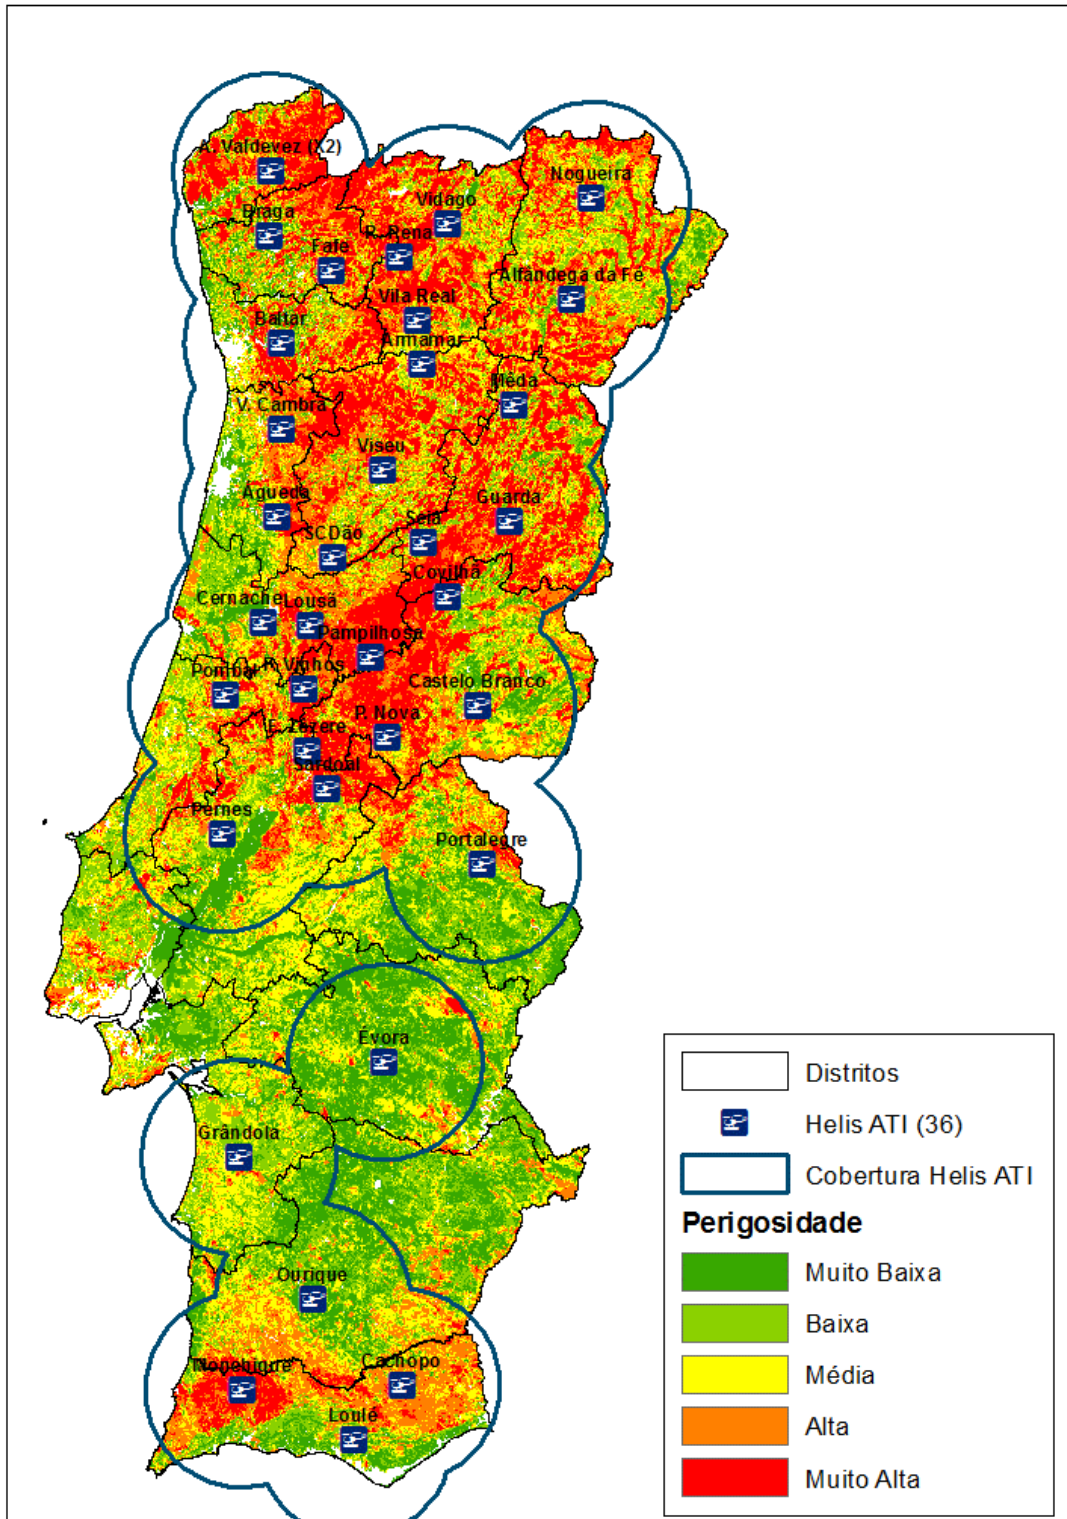 A. Valdevez (X2)
Nogueira
Vidago
Braga
R. Pena
Fafe
Alfândega da Fé
Vila Real
Baltar
Armamar
Mêda
V. Cambra
Viseu
Águeda
Guarda
Seia
SCDão
Covilhã
Cernache
Lousã
Pampilhosa
F. Vinhos
Pombal
Castelo Branco
P. Nova
F. Zêzere
Sardoal
Pernes
Portalegre
Évora
Grândola
Ourique
Monchique
Cachopo
Loulé
Distritos
Helis ATI (36)
Cobertura Helis ATI
Perigosidade
Muito Baixa
Baixa
Média
Alta
Muito Alta